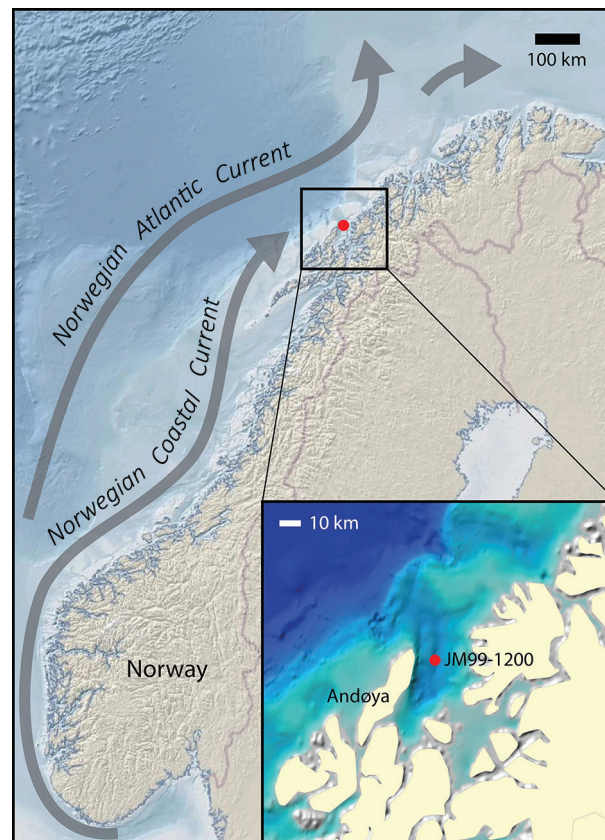 100 km
Norwegian Atlantic Current
Norwegian Coastal Current
10 km
JM99-1200
Andøya
Norway